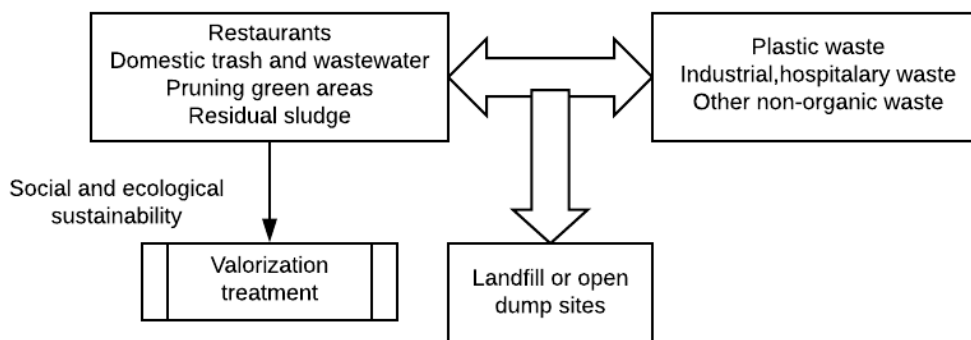 Restaurants
Domestic trash and wastewater
Pruning green areas
Residual sludge
Plastic waste
Industrial,hospitalary waste
Other non-organic waste
Social and ecological
sustainability
Valorization
treatment
Landfill or open
dump sites